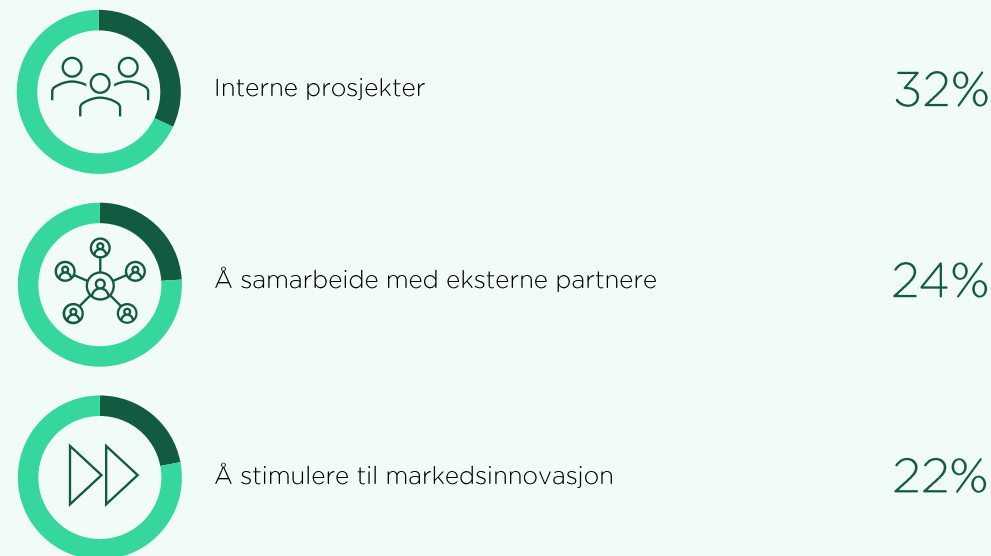 Interne prosjekter
32%
Å samarbeide med eksterne partnere
24%
Å stimulere til markedsinnovasjon
22%